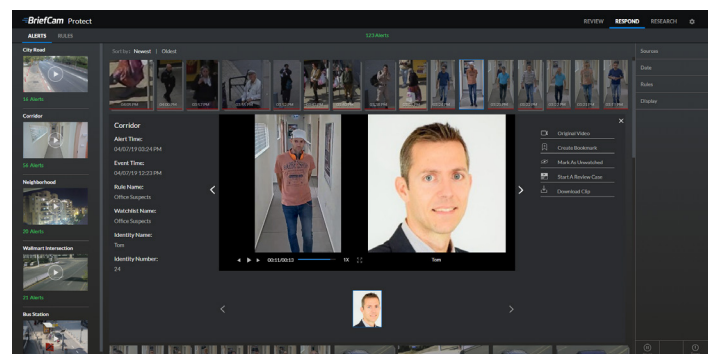 BriefCam Protect
REVIEW RESPOND RESEARCH
ALERTS RULES
523 Alerts
City Road
16 Alerts
Corridor
56 Alerts
Neighborhood
20 Alerts
Walmart Intersection
21 Alerts
Bus Station
Sort by: Newest | Oldest
Corridor
Alert Time:
04/07/19 03:24 PM
Event Time:
04/07/19 12:23 PM
Rule Name:
Office Suspects
Watchlist Name:
Office Suspects
Identity Name:
Tom
Identity Number:
24
00:11/00:13 1X
Tom
Original Video
Create Bookmark
Mark As Unwatched
Start A Review Case
Download Clip
Sources
Date
Rules
Display